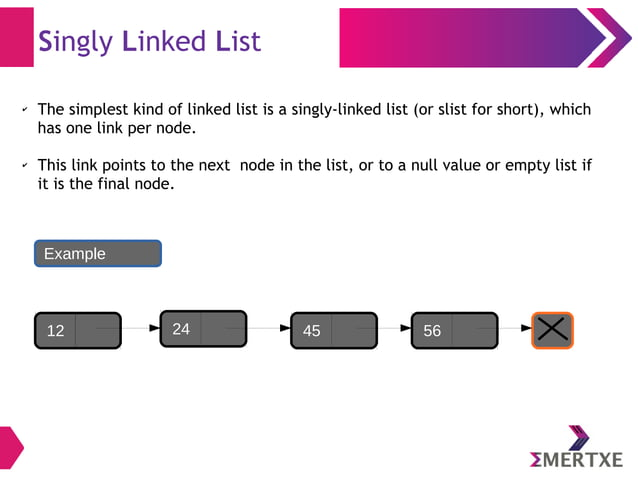 Singly Linked List
✔ The simplest kind of linked list is a singly-linked list (or slist for short), which
has one link per node.
✔ This link points to the next  node in the list, or to a null value or empty list if
it is the final node.
Example
12 24 45 56
ΣMERTXE